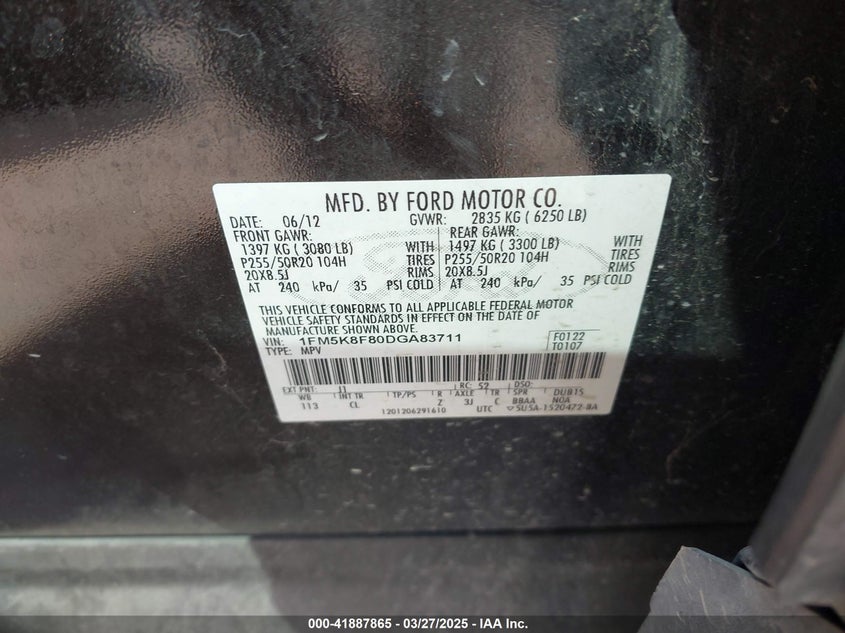 MFD. BY FORD MOTOR CO.
DATE: 06/12 GVWR: 2835 KG ( 6250 LB)
FRONT GAWR: REAR GAWR:
1397 KG ( 3080 LB) WITH 1497 KG ( 3300 LB) WITH
P255/50R20 104H TIRES P255/50R20 104H TIRES
20X8.5J RIMS 20X8.5J RIMS
AT 240 kPa/ 35 PSI COLD AT 240 kPa/ 35 PSI COLD
THIS VEHICLE CONFORMS TO ALL APPLICABLE FEDERAL MOTOR
VEHICLE SAFETY STANDARDS IN EFFECT ON THE DATE OF
MANUFACTURE SHOWN ABOVE.
VIN: 1FM5K8F80DGA83711 F0122
TYPE: MPV T0107
EXT PNT: J1 RC: 52 DSO:
WB INT TR TP/PS R AXLE TR SPR DUB15
113 CL Z 3J C BBAA NOA
1201206291610 UTC 5U5A-1520472-BA
000-41887865 - 03/27/2025 - IAA Inc.